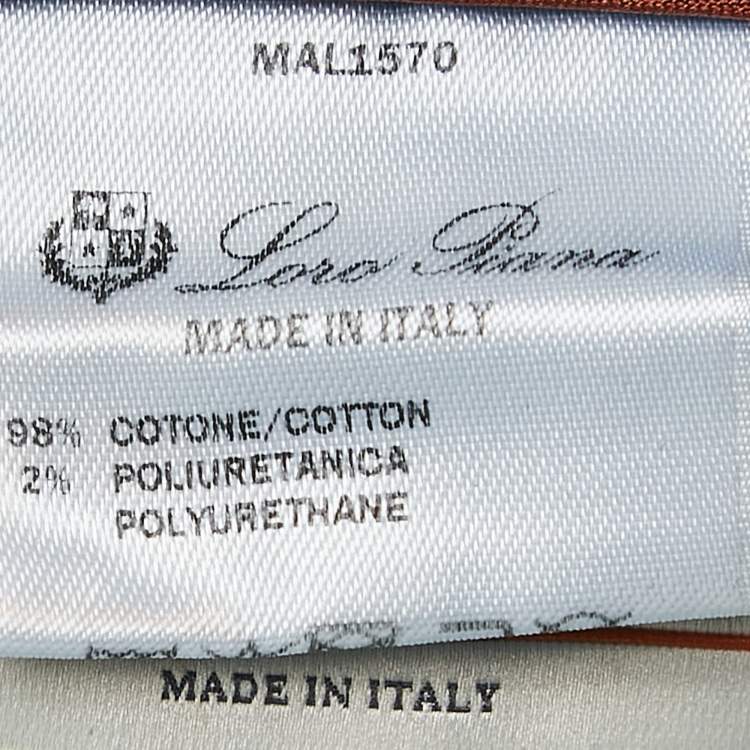 MAL1570
Loro Piana
MADE IN ITALY
98% COTONE/COTTON
2% POLIURETANICA
POLYURETHANE
MADE IN ITALY